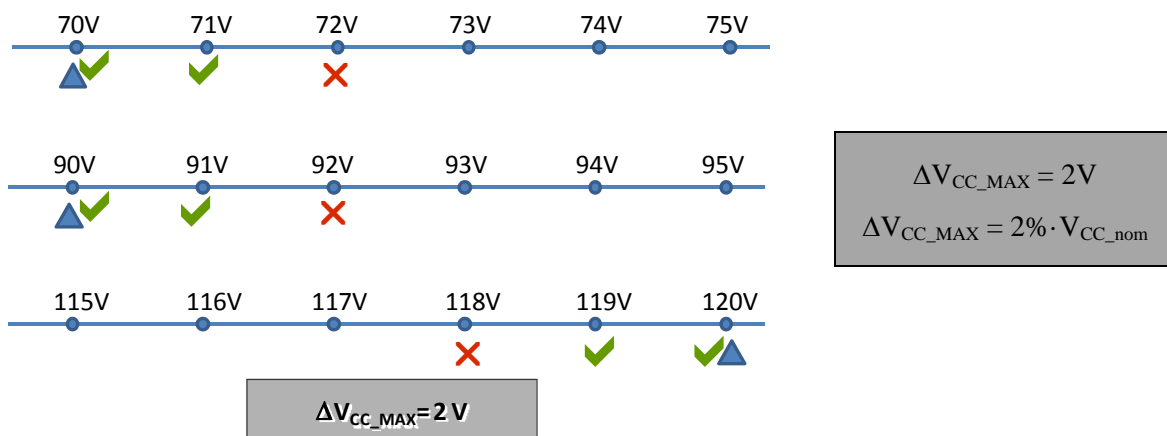 70V 71V 72V 73V 74V 75V
90V 91V 92V 93V 94V 95V
ΔV_CC_MAX = 2V
ΔV_CC_MAX = 2%·V_CC_nom
115V 116V 117V 118V 119V 120V
ΔV_CC_MAX= 2 V